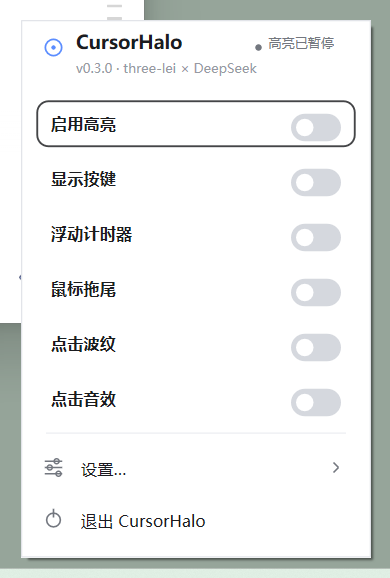 CursorHalo
高亮已暂停
v0.3.0 · three-lei × DeepSeek
启用高亮
显示按键
浮动计时器
鼠标拖尾
点击波纹
点击音效
设置...
退出 CursorHalo